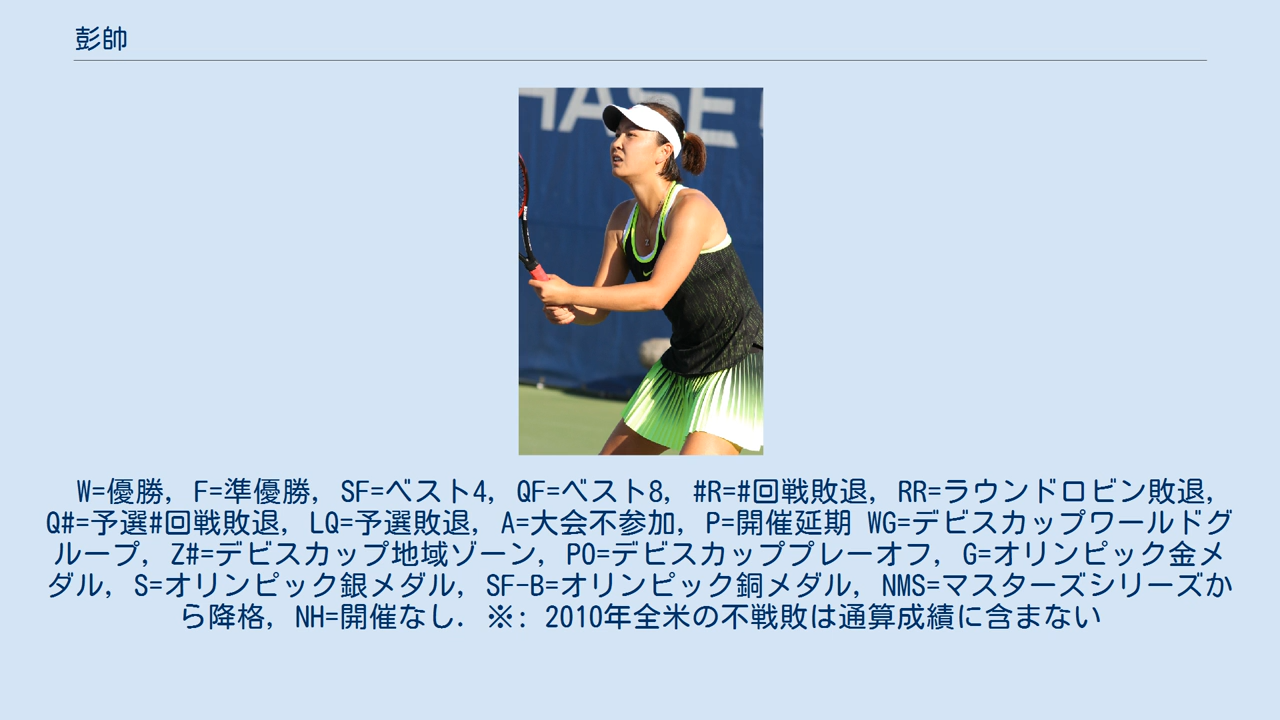 彭帥
HASE
W=優勝, F=準優勝, SF=ベスト4, QF=ベスト8, #R=#回戦敗退, RR=ラウンドロビン敗退,
Q#=予選#回戦敗退, LQ=予選敗退, A=大会不参加, P=開催延期 WG=デビスカップワールドグ
ループ, Z#=デビスカップ地域ゾーン, PO=デビスカッププレーオフ, G=オリンピック金メ
ダル, S=オリンピック銀メダル, SF-B=オリンピック銅メダル, NMS=マスターズシリーズか
ら降格, NH=開催なし. ※: 2010年全米の不戦敗は通算成績に含まない